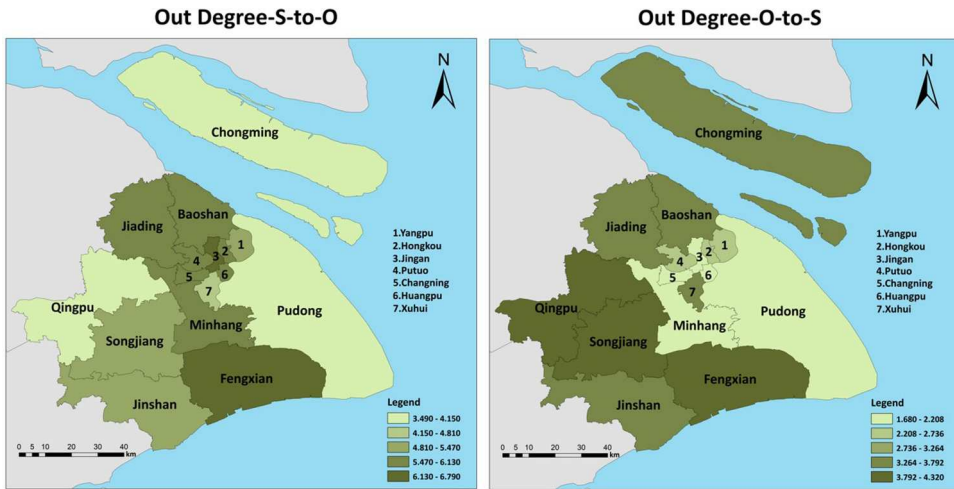 Out Degree-S-to-O
N
Chongming
Baoshan
Jiading
1
2
3
4
5
6
7
Qingpu
Songjiang
Minhang
Pudong
Fengxian
Jinshan
1.Yangpu
2.Hongkou
3.Jingan
4.Putuo
5.Changning
6.Huangpu
7.Xuhui
Legend
3.490 - 4.150
4.150 - 4.810
4.810 - 5.470
5.470 - 6.130
6.130 - 6.790
0 5 10 20 30 40
km
Out Degree-O-to-S
N
Chongming
Baoshan
Jiading
1
2
3
4
5
6
7
Qingpu
Songjiang
Minhang
Pudong
Fengxian
Jinshan
1.Yangpu
2.Hongkou
3.Jingan
4.Putuo
5.Changning
6.Huangpu
7.Xuhui
Legend
1.680 - 2.208
2.208 - 2.736
2.736 - 3.264
3.264 - 3.792
3.792 - 4.320
0 5 10 20 30 40
km